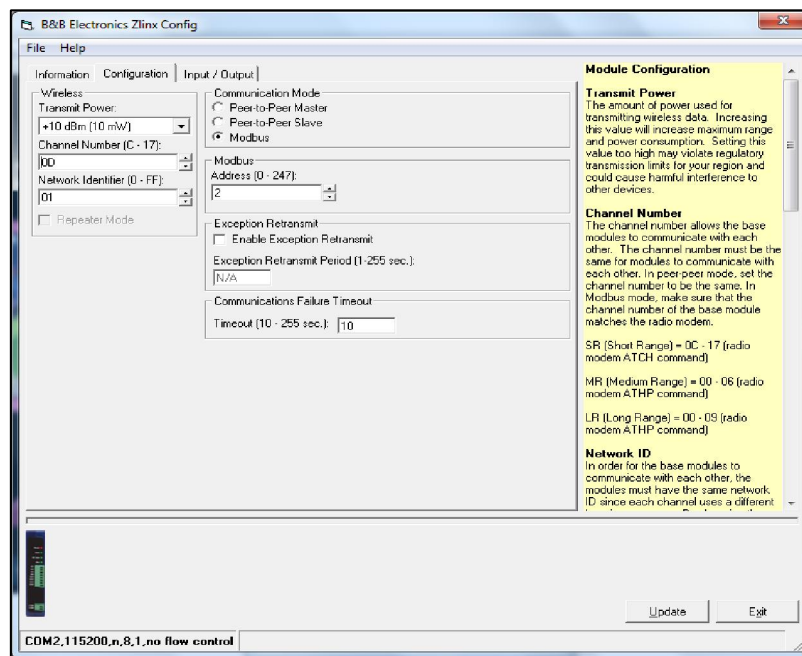 B&B Electronics Zlinx Config
File Help
Information Configuration Input / Output
Wireless
Transmit Power:
+10 dBm (10 mW)
Channel Number (C - 17):
0D
Network Identifier (0 - FF):
01
Repeater Mode
Communication Mode
Peer-to-Peer Master
Peer-to-Peer Slave
Modbus
Modbus
Address (0 - 247):
2
Exception Retransmit
Enable Exception Retransmit
Exception Retransmit Period (1-255 sec.):
N/A
Communications Failure Timeout
Timeout (10 - 255 sec.): 10
Module Configuration
Transmit Power
The amount of power used for
transmitting wireless data. Increasing
this value will increase maximum range
and power consumption. Setting this
value too high may violate regulatory
transmission limits for your region and
could cause harmful interference to
other devices.
Channel Number
The channel number allows the base
modules to communicate with each
other. The channel number must be the
same for modules to communicate with
each other. In peer-peer mode, set the
channel number to be the same. In
Modbus mode, make sure that the
channel number of the base module
matches the radio modem.
SR (Short Range) = 0C - 17 (radio
modem ATCH command)
MR (Medium Range) = 00 - 06 (radio
modem ATHP command)
LR (Long Range) = 00 - 09 (radio
modem ATHP command)
Network ID
In order for the base modules to
communicate with each other, the
modules must have the same network
ID since each channel uses a different
Update Exit
COM2,115200,n,8,1,no flow control